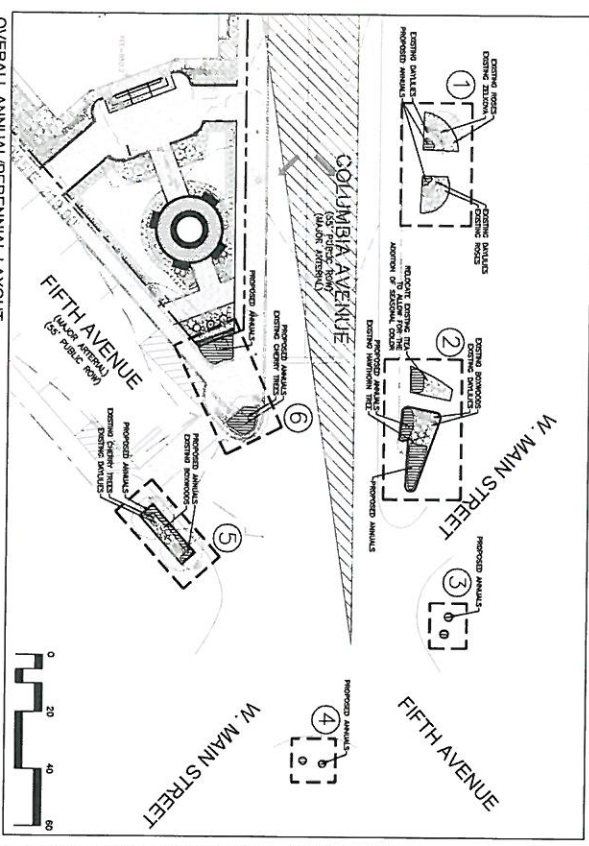 EXISTING ROSES
EXISTING ZELKOVA
EXISTING DAYLILIES
PROPOSED ANNUALS
1
EXISTING DAYLILIES
EXISTING ROSES
RELOCATE EXISTING ITEA
TO ALLOW FOR THE
ADDITION OF SEASONAL COLOR
2
EXISTING BOXWOODS
EXISTING DAYLILIES
PROPOSED ANNUALS
EXISTING HAWTHORN TREE
PROPOSED ANNUALS
W. MAIN STREET
PROPOSED ANNUALS
3
FIFTH AVENUE
COLUMBIA AVENUE
(55' PUBLIC ROW)
(MAJOR ARTERIAL)
PROPOSED ANNUALS
4
W. MAIN STREET
PROPOSED ANNUALS
PROPOSED ANNUALS
EXISTING CHERRY TREES
6
PROPOSED ANNUALS
EXISTING BOXWOODS
5
PROPOSED ANNUALS
EXISTING CHERRY TREES
EXISTING DAYLILIES
FIFTH AVENUE
(MAJOR ARTERIAL)
(55' PUBLIC ROW)
0 20 40 60
OVERALL ANNUAL/PERENNIAL LAYOUT